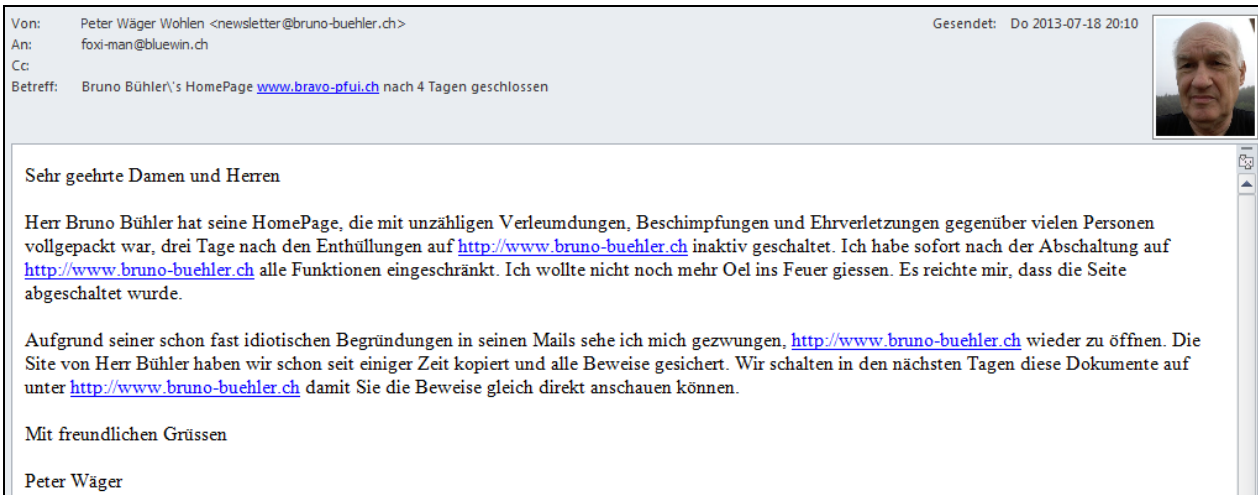 Von: Peter Wäger Wohlen <newsletter@bruno-buehler.ch> Gesendet: Do 2013-07-18 20:10
An: foxi-man@bluewin.ch
Cc:
Betreff: Bruno Bühler\'s HomePage www.bravo-pfui.ch nach 4 Tagen geschlossen
Sehr geehrte Damen und Herren
Herr Bruno Bühler hat seine HomePage, die mit unzähligen Verleumdungen, Beschimpfungen und Ehrverletzungen gegenüber vielen Personen
vollgepackt war, drei Tage nach den Enthüllungen auf http://www.bruno-buehler.ch inaktiv geschaltet. Ich habe sofort nach der Abschaltung auf
http://www.bruno-buehler.ch alle Funktionen eingeschränkt. Ich wollte nicht noch mehr Oel ins Feuer giessen. Es reichte mir, dass die Seite
abgeschaltet wurde.
Aufgrund seiner schon fast idiotischen Begründungen in seinen Mails sehe ich mich gezwungen, http://www.bruno-buehler.ch wieder zu öffnen. Die
Site von Herr Bühler haben wir schon seit einiger Zeit kopiert und alle Beweise gesichert. Wir schalten in den nächsten Tagen diese Dokumente auf
unter http://www.bruno-buehler.ch damit Sie die Beweise gleich direkt anschauen können.
Mit freundlichen Grüssen
Peter Wäger